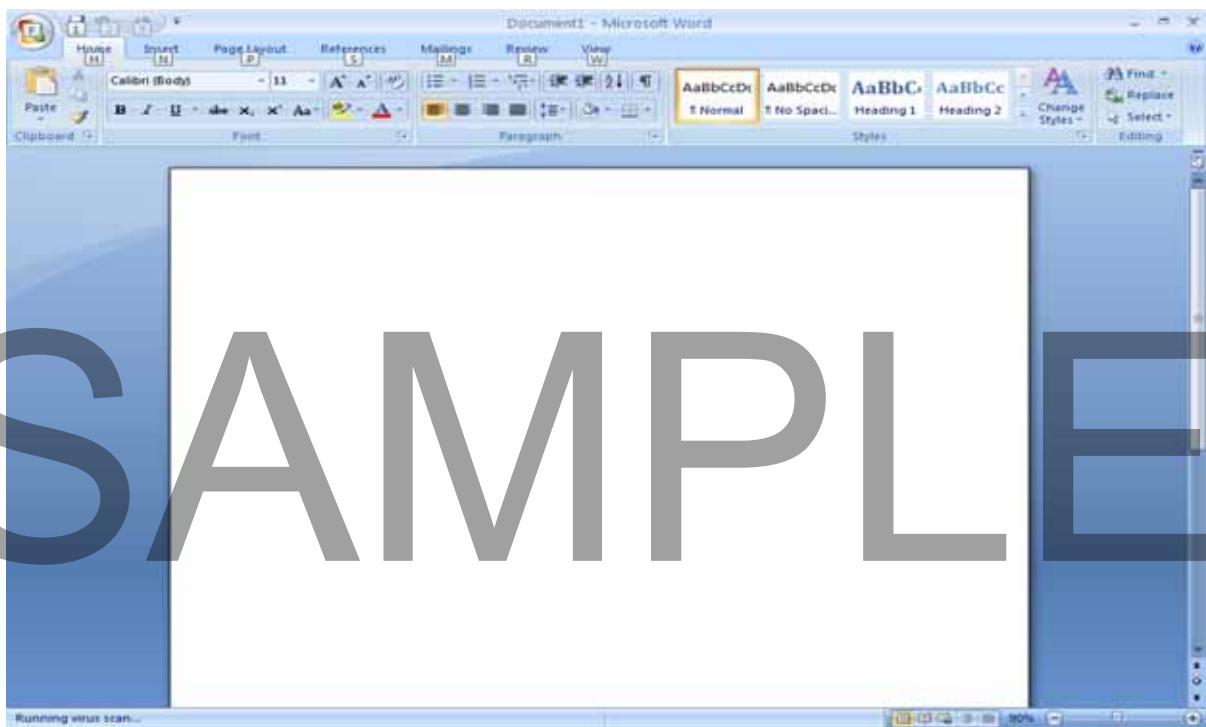 Document1 - Microsoft Word
Home Insert Page Layout References Mailings Review View
H N P S M R W
Paste
Calibri (Body) 11
B I U abe Aa A
AaBbCcDc AaBbCcDc AaBbC AaBbCc
¶ Normal ¶ No Spaci... Heading 1 Heading 2
Change Styles
Find
Replace
Select
Clipboard Font Paragraph Styles Editing
SAMPLE
Running virus scan...
90%